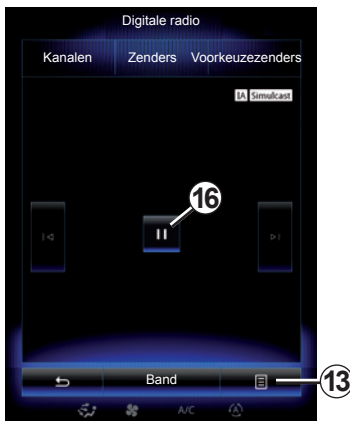 Digitale radio
Kanalen Zenders Voorkeuzezenders
IA Simulcast
16
Band
13
A/C (A)